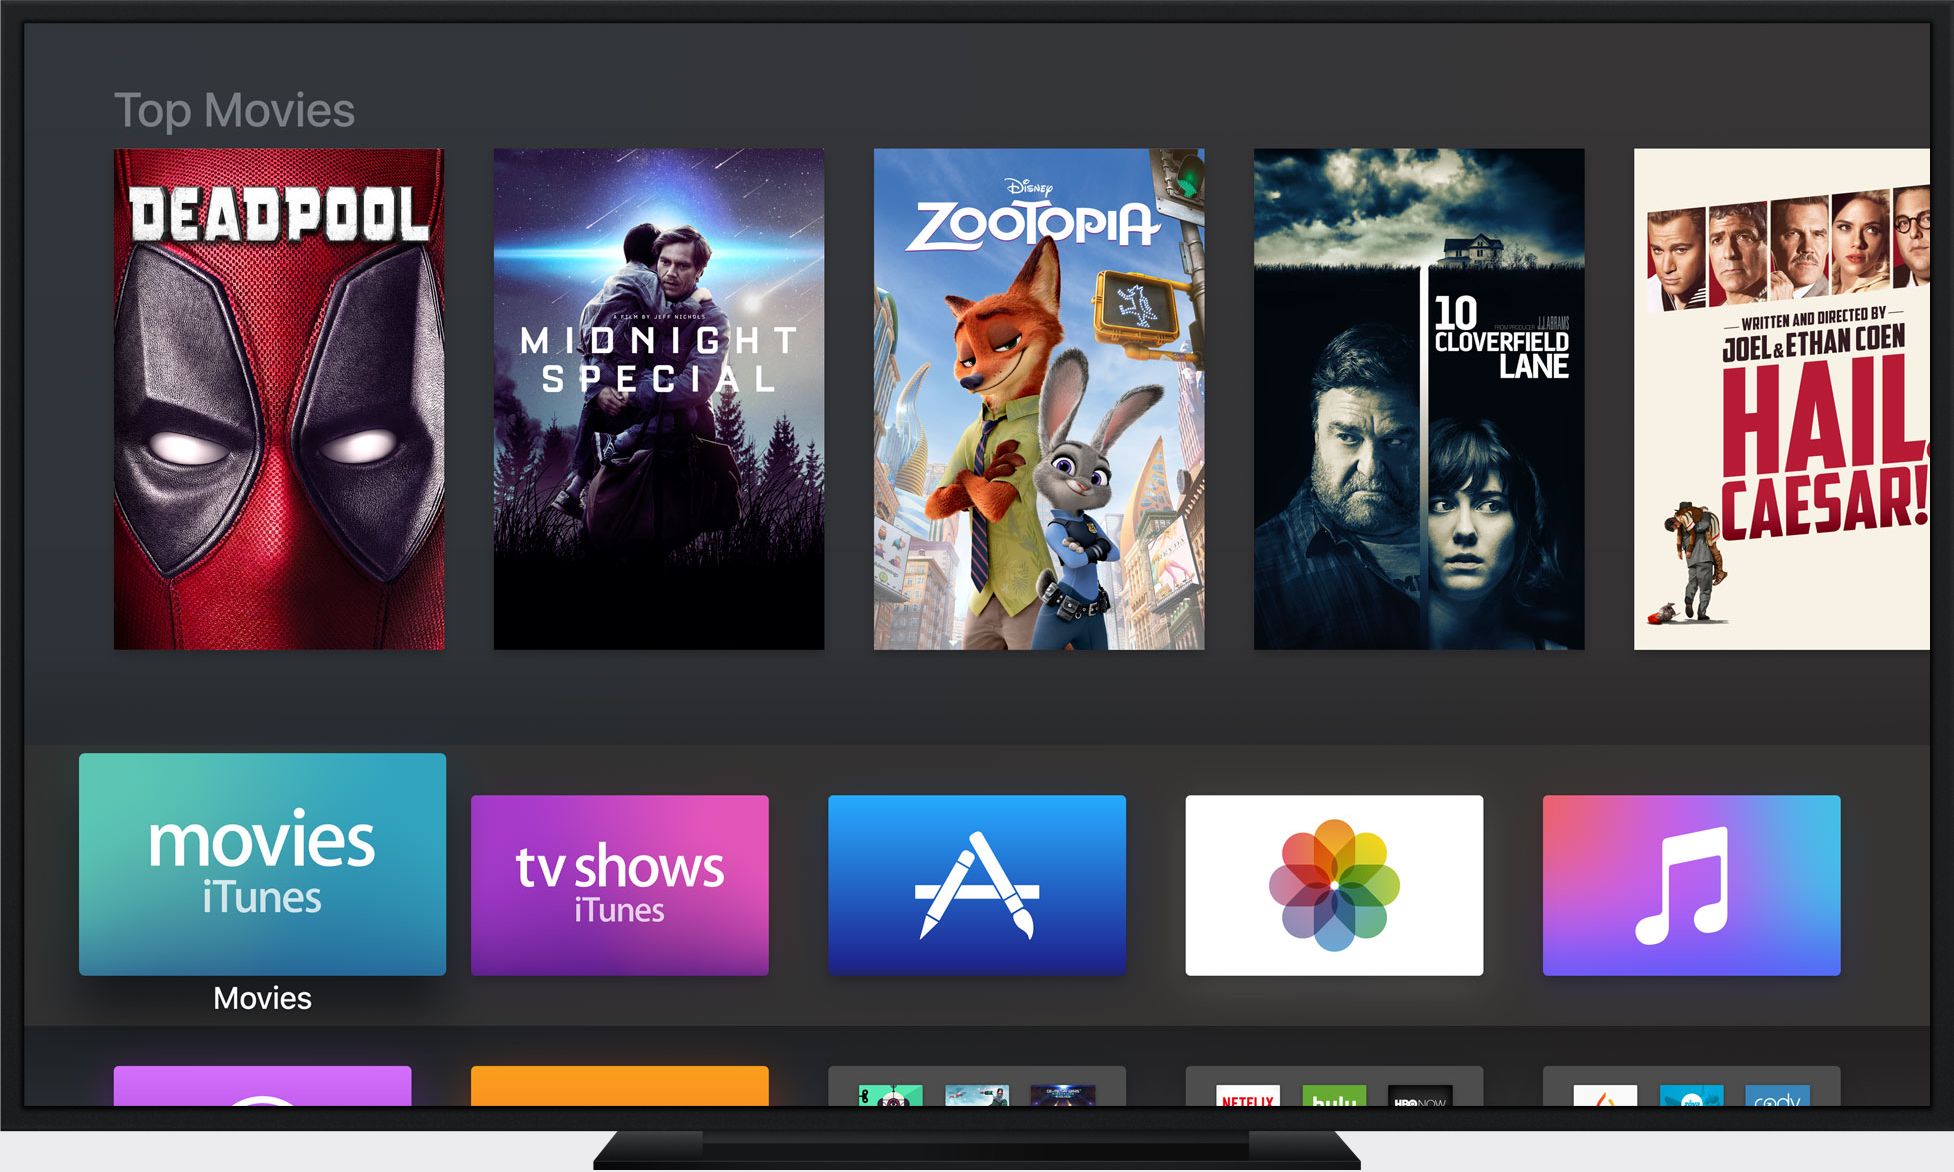 Top Movies
DEADPOOL
A FILM BY JEFF NICHOLS
MIDNIGHT
SPECIAL
Disney
ZOOTOPIA
10
FROM PRODUCER J.J. ABRAMS
CLOVERFIELD
LANE
WRITTEN AND DIRECTED BY
JOEL & ETHAN COEN
HAIL,
CAESAR!
movies
iTunes
tv shows
iTunes
Movies
NETFLIX
hulu
HBO NOW
cody